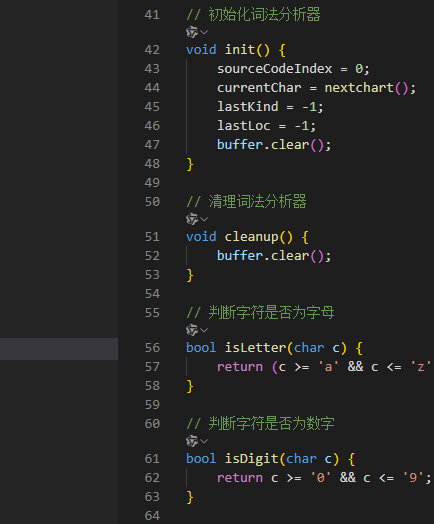 41 // 初始化词法分析器
42 void init() {
43 sourceCodeIndex = 0;
44 currentChar = nextchart();
45 lastKind = -1;
46 lastLoc = -1;
47 buffer.clear();
48 }
49
50 // 清理词法分析器
51 void cleanup() {
52 buffer.clear();
53 }
54
55 // 判断字符是否为字母
56 bool isLetter(char c) {
57 return (c >= 'a' && c <= 'z'
58 }
59
60 // 判断字符是否为数字
61 bool isDigit(char c) {
62 return c >= '0' && c <= '9';
63 }
64